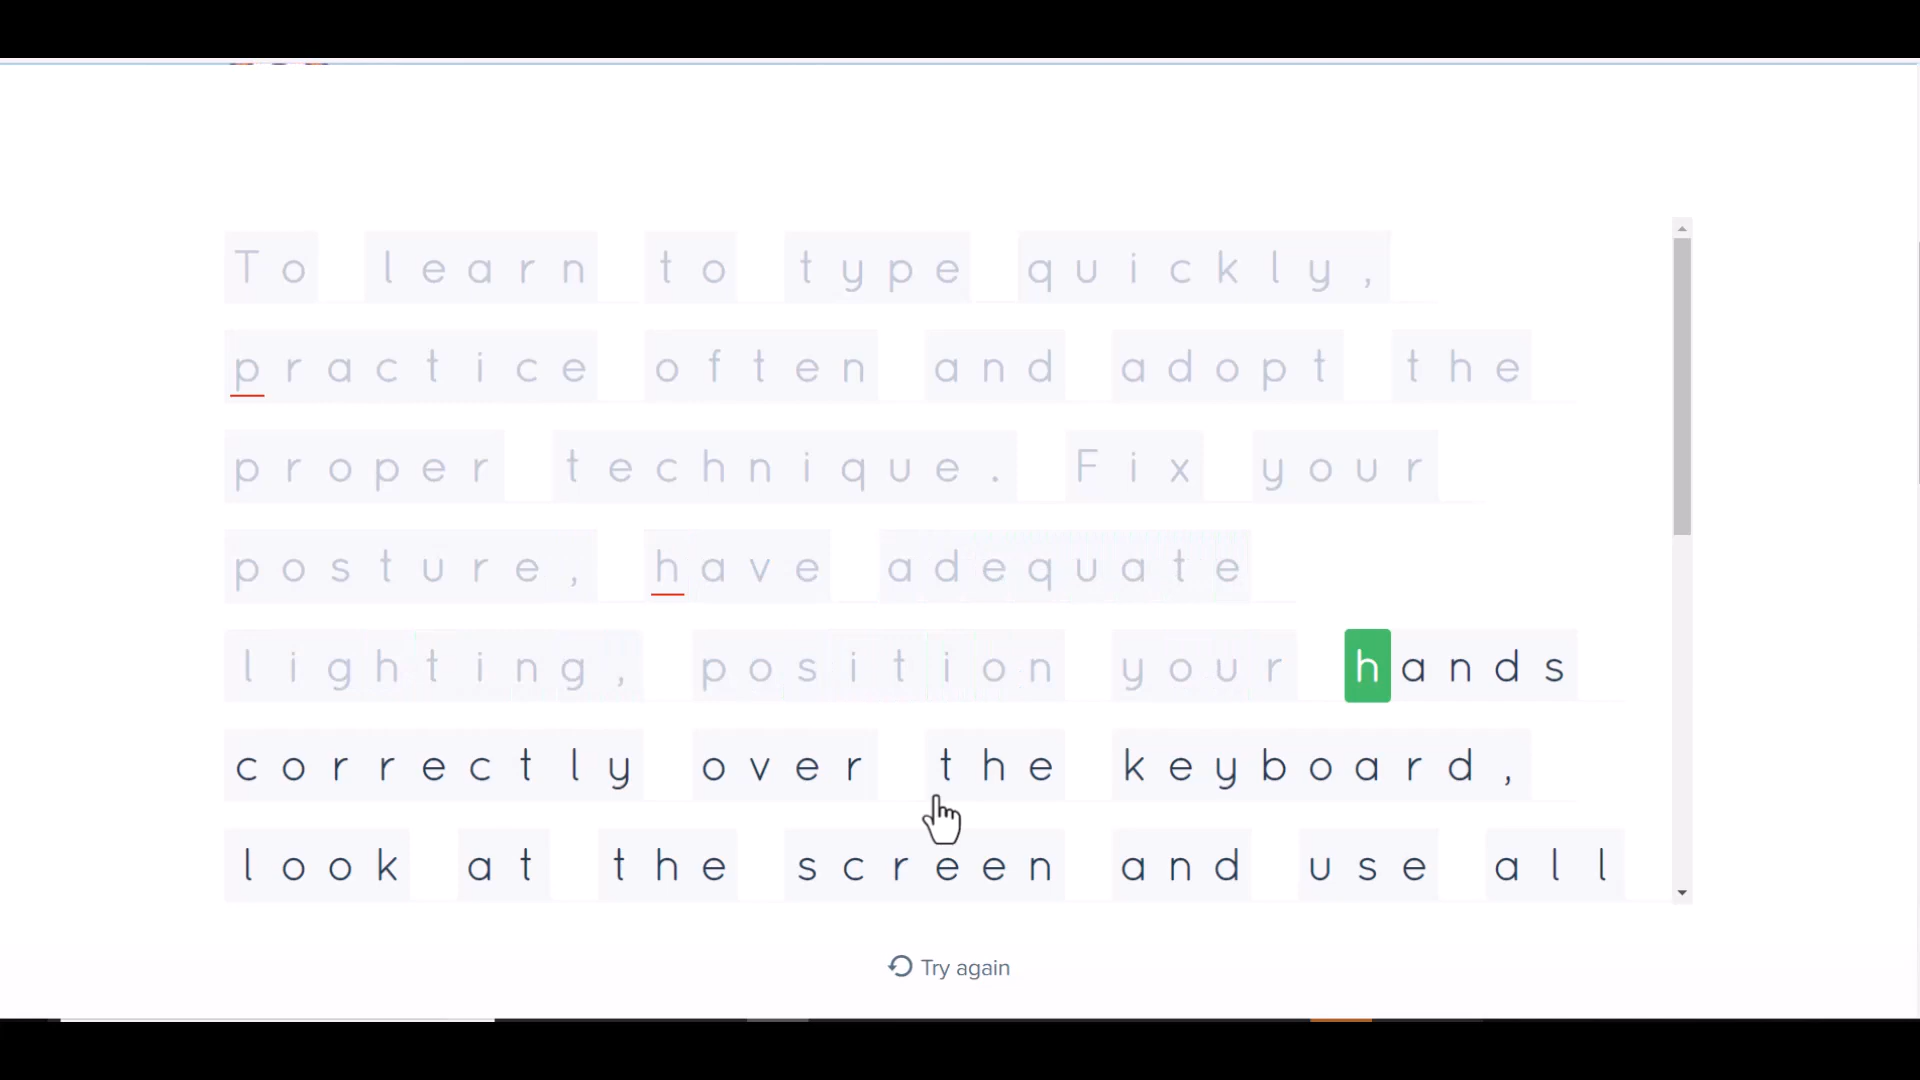 To learn to type quickly,
practice often and adopt the
proper technique. Fix your
posture, have adequate
lighting, position your hands
correctly over the keyboard,
look at the screen and use all
Try again